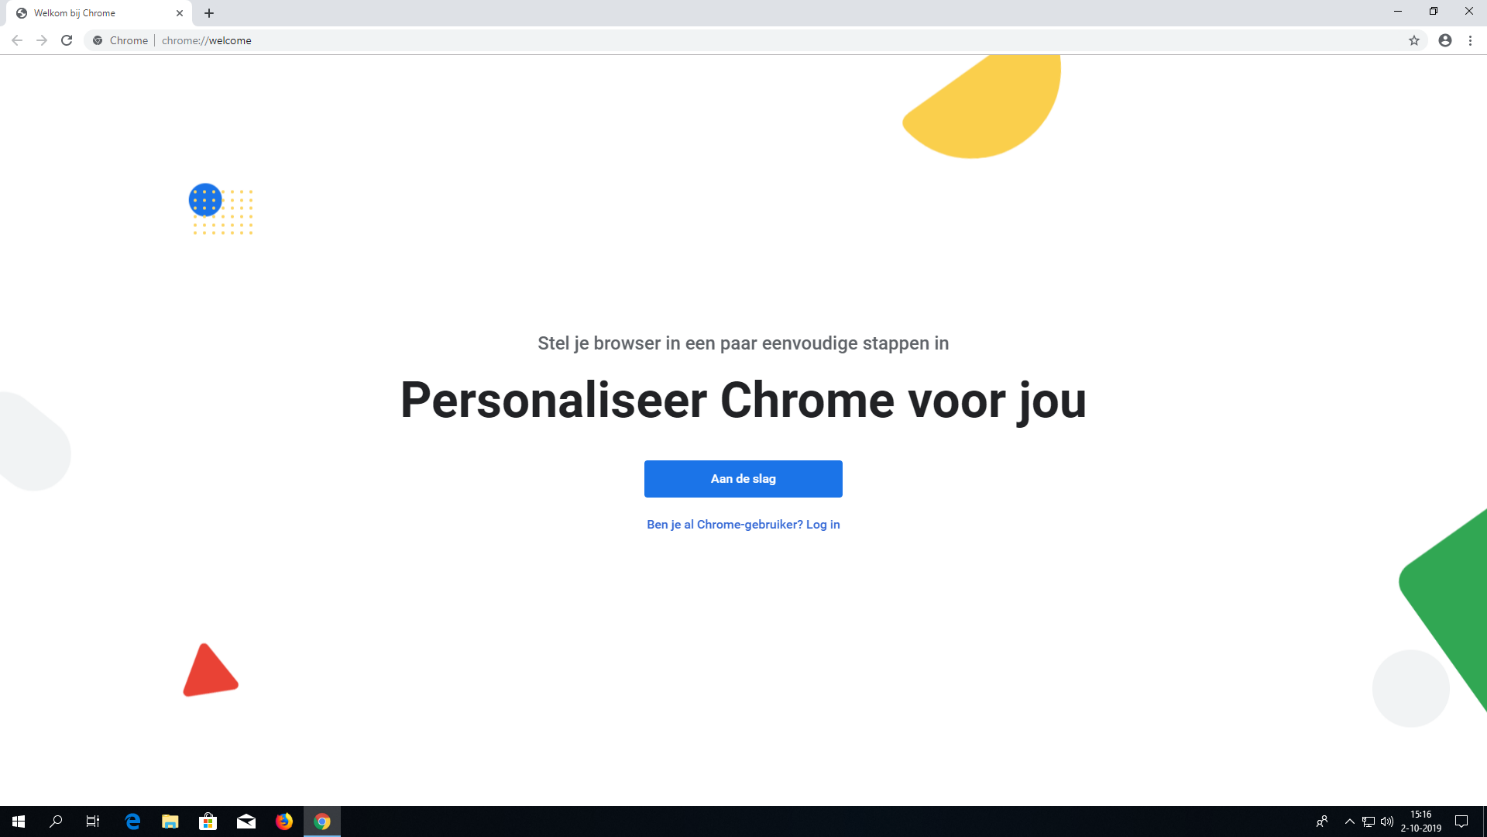 Welkom bij Chrome
Chrome
chrome://welcome
Stel je browser in een paar eenvoudige stappen in
Personaliseer Chrome voor jou
Aan de slag
Ben je al Chrome-gebruiker? Log in
15:16
2-10-2019